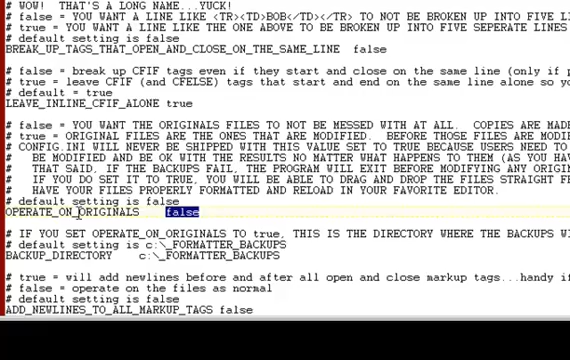 # WOW!  THAT'S A LONG NAME...YUCK!
# false = YOU WANT A LINE LIKE <TR><TD>BOB</TD></TR> TO NOT BE BROKEN UP INTO FIVE LI
# true = YOU WANT A LINE LIKE THE ONE ABOVE TO BE BROKEN UP INTO FIVE SEPERATE LINES
# default setting is false
BREAK_UP_TAGS_THAT_OPEN_AND_CLOSE_ON_THE_SAME_LINE  false
# false = break up CFIF tags even if they start and close on the same line (only if p
# true = leave CFIF (and CFELSE) tags that start and end on the same line alone so yo
# default = true
LEAVE_INLINE_CFIF_ALONE true
# false = YOU WANT THE ORIGINALS FILES TO NOT BE MESSED WITH AT ALL.  COPIES ARE MADE
# true = ORIGINAL FILES ARE THE ONES THAT ARE MODIFIED.  BEFORE THOSE FILES ARE MODIF
# CONFIG.INI WILL NEVER BE SHIPPED WITH THIS VALUE SET TO TRUE BECAUSE USERS NEED TO
#   BE MODIFIED AND BE OK WITH THE RESULTS NO MATTER WHAT HAPPENS TO THEM (AS YOU HAV
#   THAT SAID, IF THE BACKUPS FAIL, THE PROGRAM WILL EXIT BEFORE MODIFYING ANY ORIGIN
#   IF YOU DO SET IT TO TRUE, YOU WILL BE ABLE TO DRAG AND DROP THE FILES STRAIGHT F
#   HAVE YOUR FILES PROPERLY FORMATTED AND RELOAD IN YOUR FAVORITE EDITOR.
# default setting is false
OPERATE_ON_ORIGINALS    false
# IF YOU SET OPERATE_ON_ORIGINALS TO true, THIS IS THE DIRECTORY WHERE THE BACKUPS WI
# default setting is c:\_FORMATTER_BACKUPS
BACKUP_DIRECTORY    c:\_FORMATTER_BACKUPS
# true = will add newlines before and after all open and close markup tags...handy if
# false = operate on the files as normal
# default setting is false
ADD_NEWLINES_TO_ALL_MARKUP_TAGS false